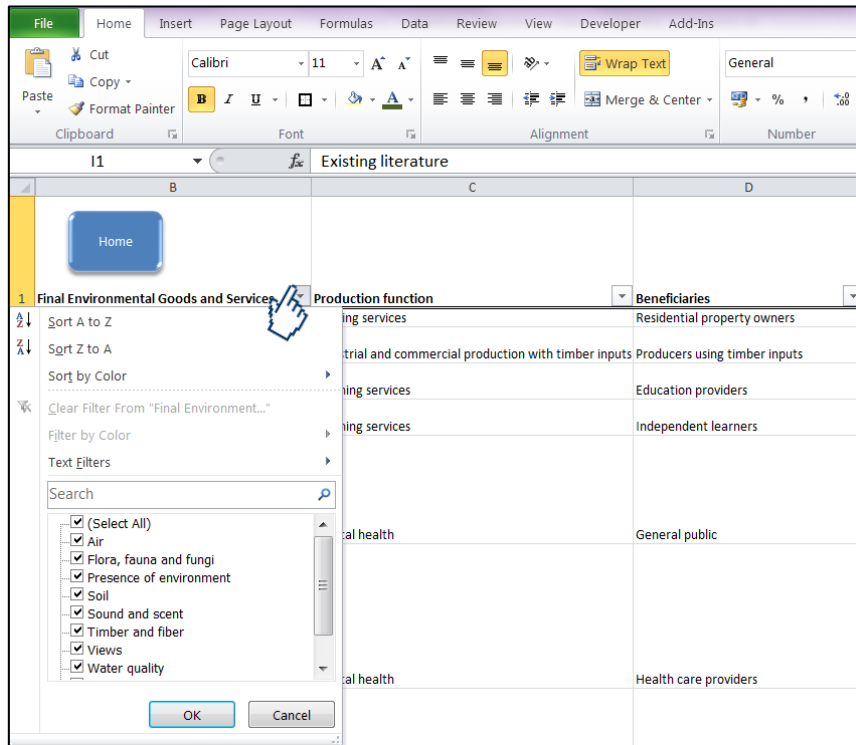 File Home Insert Page Layout Formulas Data Review View Developer Add-Ins
Cut
Copy
Format Painter
Paste
Clipboard
Calibri 11 A A
B I U A
Font
Wrap Text
Merge & Center
Alignment
General
% , .00
Number
I1 fx Existing literature
B C D
Home
1 Final Environmental Goods and Services Production function Beneficiaries
ing services Residential property owners
trial and commercial production with timber inputs Producers using timber inputs
ning services Education providers
ning services Independent learners
al health General public
al health Health care providers
Sort A to Z
Sort Z to A
Sort by Color
Clear Filter From "Final Environment..."
Filter by Color
Text Filters
Search
(Select All)
Air
Flora, fauna and fungi
Presence of environment
Soil
Sound and scent
Timber and fiber
Views
Water quality
OK Cancel